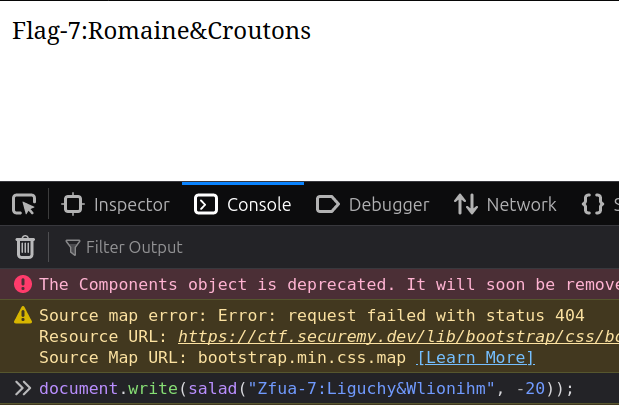 Flag-7:Romaine&Croutons
Inspector Console Debugger Network
Filter Output
The Components object is deprecated. It will soon be remove
Source map error: Error: request failed with status 404
Resource URL: https://ctf.securemy.dev/lib/bootstrap/css/bo
Source Map URL: bootstrap.min.css.map [Learn More]
document.write(salad("Zfua-7:Liguchy&Wlionihm", -20));